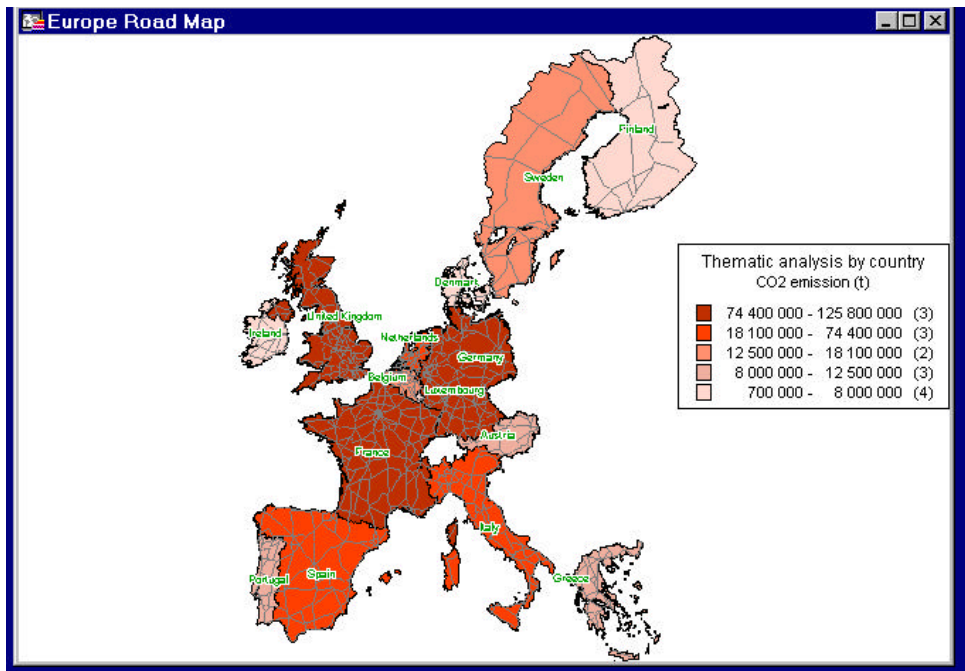 Europe Road Map
Finland
Sweden
Denmark
United Kingdom
Ireland
Netherlands
Germany
Belgium
Luxembourg
Austria
France
Italy
Portugal
Spain
Greece
Thematic analysis by country
CO2 emission (t)
74 400 000 - 125 800 000 (3)
18 100 000 - 74 400 000 (3)
12 500 000 - 18 100 000 (2)
8 000 000 - 12 500 000 (3)
700 000 - 8 000 000 (4)